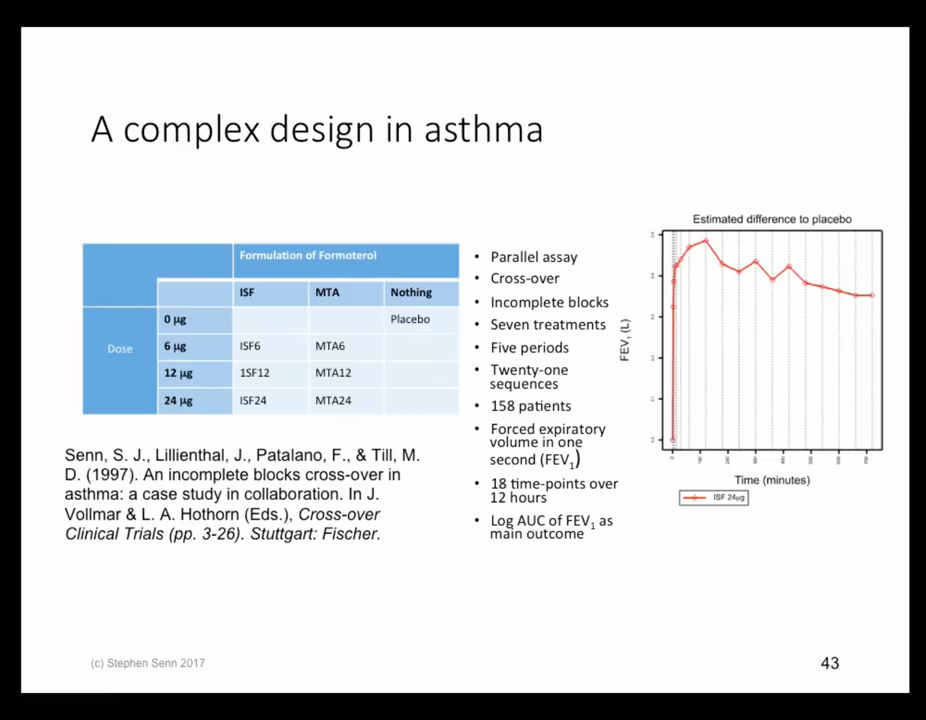 A complex design in asthma
Formulation of Formoterol
ISF MTA Nothing
Dose
0 µg Placebo
6 µg ISF6 MTA6
12 µg 1SF12 MTA12
24 µg ISF24 MTA24
Senn, S. J., Lillienthal, J., Patalano, F., & Till, M.
D. (1997). An incomplete blocks cross-over in
asthma: a case study in collaboration. In J.
Vollmar & L. A. Hothorn (Eds.), Cross-over
Clinical Trials (pp. 3-26). Stuttgart: Fischer.
• Parallel assay
• Cross-over
• Incomplete blocks
• Seven treatments
• Five periods
• Twenty-one
sequences
• 158 patients
• Forced expiratory
volume in one
second (FEV1)
• 18 time-points over
12 hours
• Log AUC of FEV1 as
main outcome
Estimated difference to placebo
FEV1 (L)
Time (minutes)
ISF 24µg
(c) Stephen Senn 2017
43